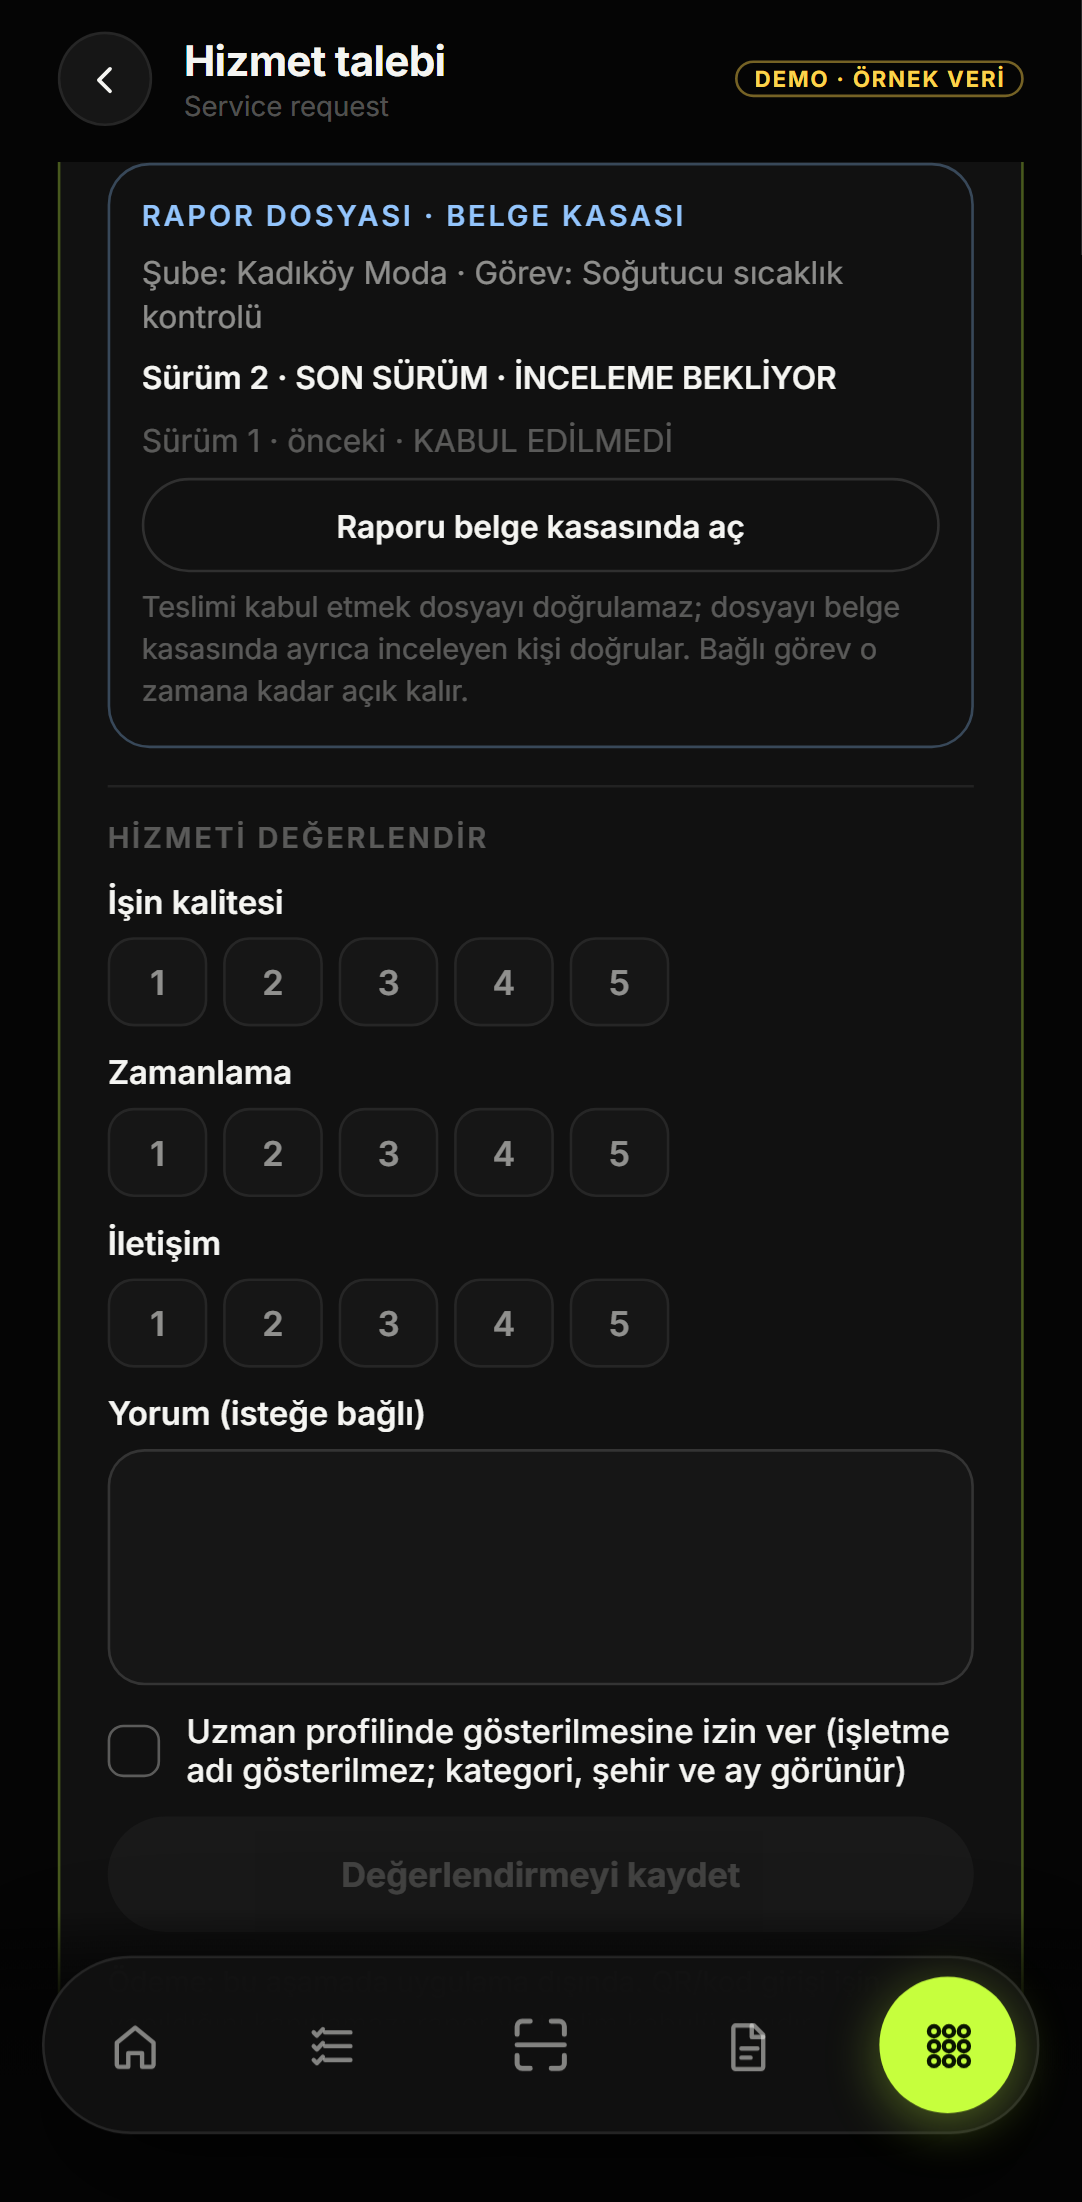 Hizmet talebi
Service request
DEMO · ÖRNEK VERİ
RAPOR DOSYASI · BELGE KASASI
Şube: Kadıköy Moda · Görev: Soğutucu sıcaklık
kontrolü
Sürüm 2 · SON SÜRÜM · İNCELEME BEKLİYOR
Sürüm 1 · önceki · KABUL EDİLMEDİ
Raporu belge kasasında aç
Teslimi kabul etmek dosyayı doğrulamaz; dosyayı belge
kasasında ayrıca inceleyen kişi doğrular. Bağlı görev o
zamana kadar açık kalır.
HİZMETİ DEĞERLENDİR
İşin kalitesi
1 2 3 4 5
Zamanlama
1 2 3 4 5
İletişim
1 2 3 4 5
Yorum (isteğe bağlı)
Uzman profilinde gösterilmesine izin ver (işletme
adı gösterilmez; kategori, şehir ve ay görünür)
Değerlendirmeyi kaydet